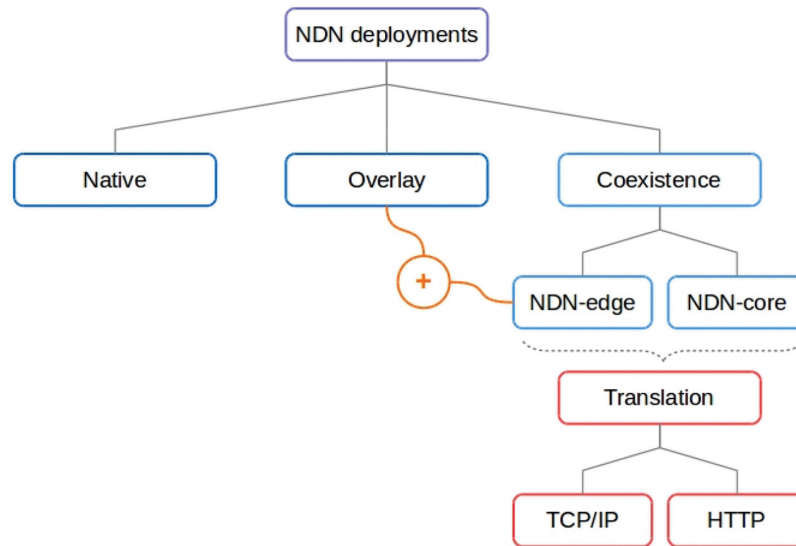 NDN deployments
Native
Overlay
Coexistence
+
NDN-edge
NDN-core
Translation
TCP/IP
HTTP